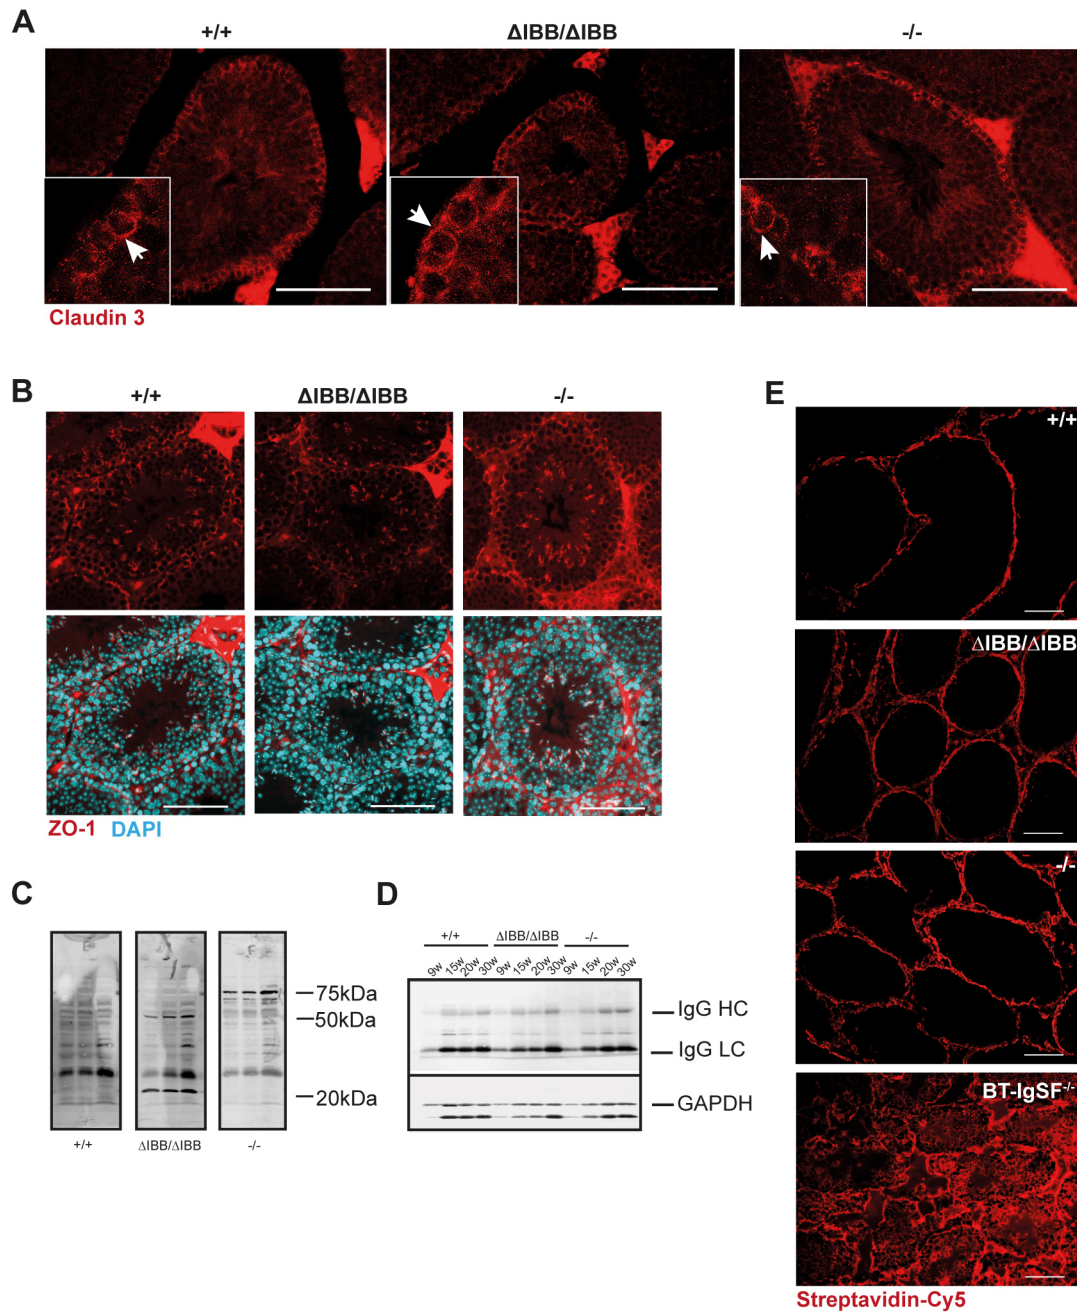 A
+/+ ΔIBB/ΔIBB -/-
Claudin 3
B
+/+ ΔIBB/ΔIBB -/-
ZO-1 DAPI
C
75kDa
50kDa
20kDa
+/+ ΔIBB/ΔIBB -/-
D
+/+ ΔIBB/ΔIBB -/-
9w 15w 20w 30w 9w 15w 20w 30w 9w 15w 20w 30w
IgG HC
IgG LC
GAPDH
E
+/+
ΔIBB/ΔIBB
-/-
BT-IgSF-/-
Streptavidin-Cy5